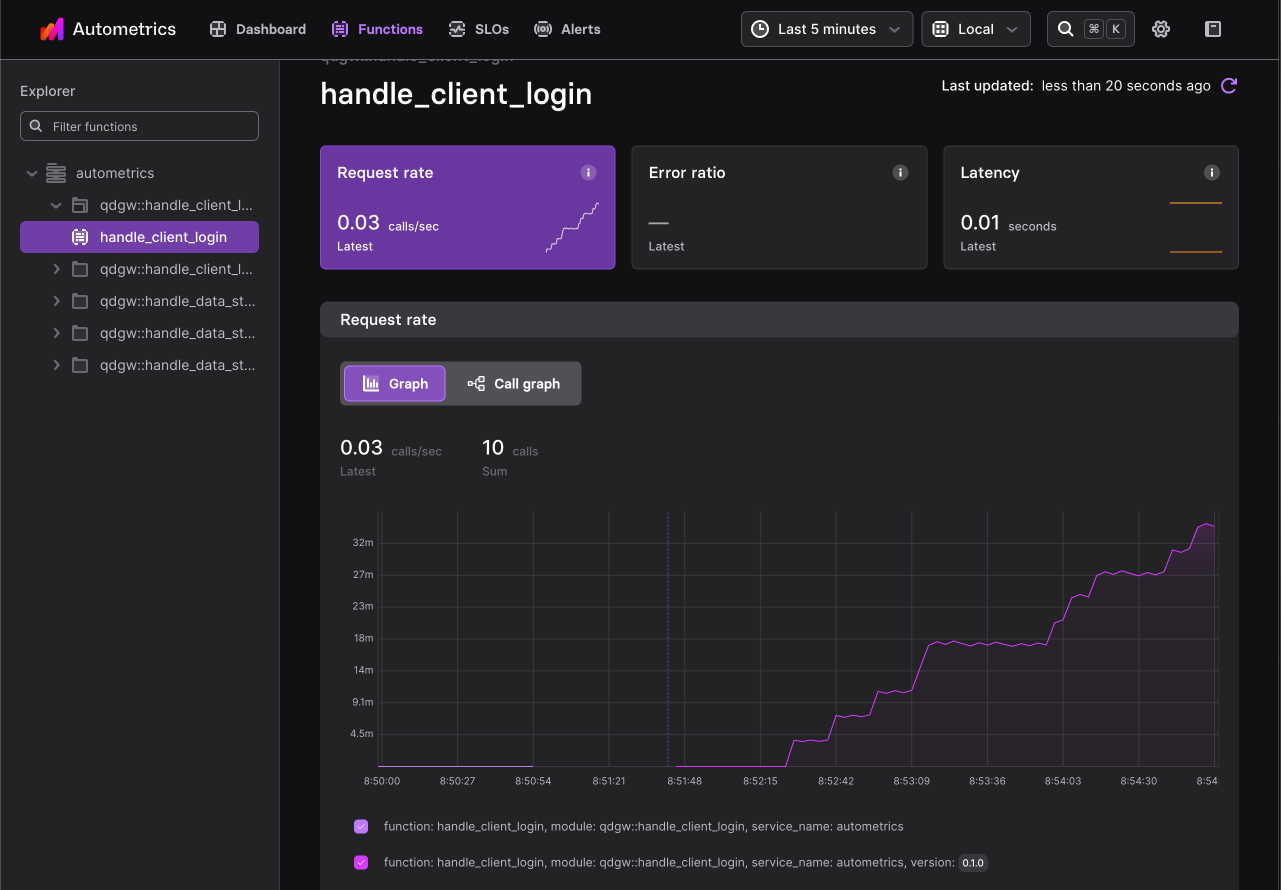 Autometrics
Dashboard
Functions
SLOs
Alerts
Last 5 minutes
Local
⌘ K
Explorer
Filter functions
autometrics
qdgw::handle_client_l...
handle_client_login
qdgw::handle_client_l...
qdgw::handle_data_st...
qdgw::handle_data_st...
qdgw::handle_data_st...
handle_client_login
Last updated: less than 20 seconds ago
Request rate
0.03 calls/sec
Latest
Error ratio
—
Latest
Latency
0.01 seconds
Latest
Request rate
Graph
Call graph
0.03 calls/sec
Latest
10 calls
Sum
32m
27m
23m
18m
14m
9.1m
4.5m
8:50:00 8:50:27 8:50:54 8:51:21 8:51:48 8:52:15 8:52:42 8:53:09 8:53:36 8:54:03 8:54:30 8:54
function: handle_client_login, module: qdgw::handle_client_login, service_name: autometrics
function: handle_client_login, module: qdgw::handle_client_login, service_name: autometrics, version: 0.1.0